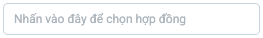 Nhấn vào đây để chọn hợp đồng